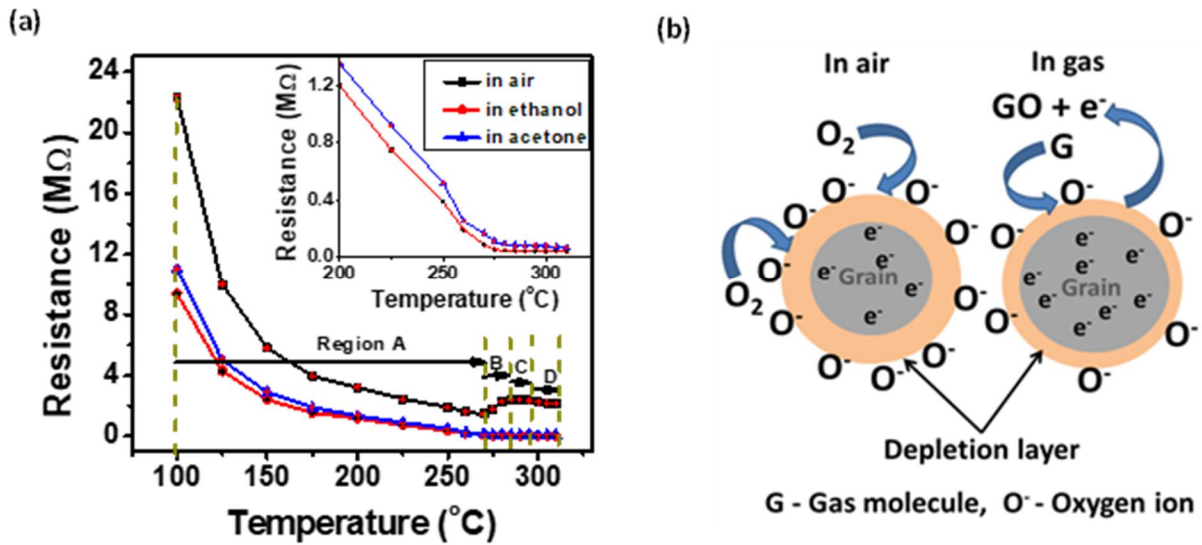 (a)
Resistance (MΩ)
24
20
16
12
8
4
0
100
150
200
250
300
Temperature (°C)
Region A
B
C
D
Resistance (MΩ)
1.2
0.8
0.4
0.0
200
250
300
Temperature (°C)
in air
in ethanol
in acetone
(b)
In air
O₂
O⁻
O⁻
O⁻
O⁻
O⁻
O⁻
O⁻
O⁻
O⁻
O⁻
O⁻
O₂
e⁻
e⁻
e⁻
Grain
e⁻
e⁻
In gas
GO + e⁻
G
O⁻
O⁻
O⁻
O⁻
O⁻
O⁻
O⁻
e⁻
e⁻
e⁻
e⁻
Grain
e⁻
e⁻
e⁻
e⁻
Depletion layer
G - Gas molecule, O⁻ - Oxygen ion